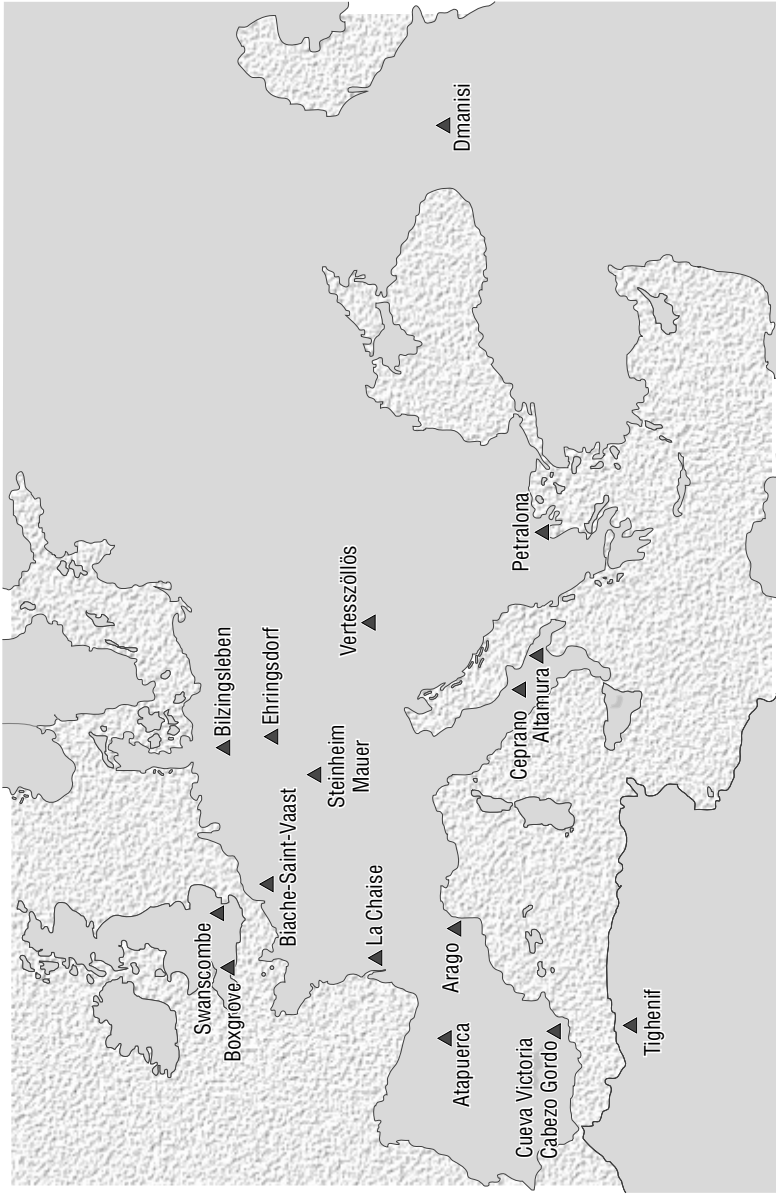 Swanscombe
Boxgrove
Biache-Saint-Vaast
Bilzingsleben
Ehringsdorf
Steinheim
Mauer
Vertesszöllös
La Chaise
Arago
Atapuerca
Cueva Victoria
Cabezo Gordo
Tighenif
Ceprano
Altamura
Petralona
Dmanisi